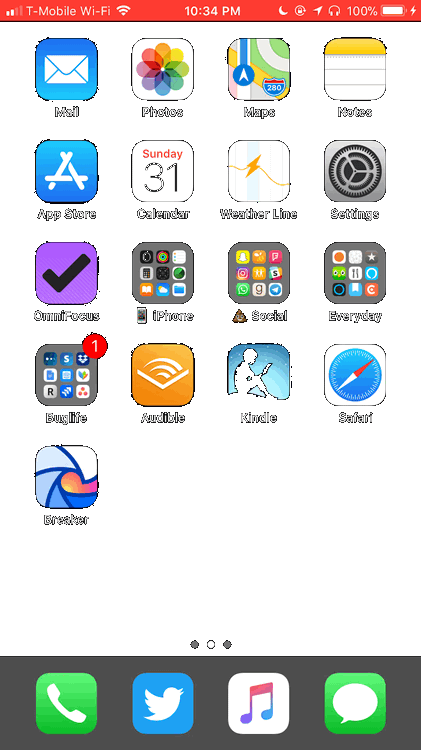 T-Mobile Wi-Fi 10:34 PM 100%
Mail Photos Maps Notes
280
Sunday
31
App Store Calendar Weather Line Settings
OmniFocus iPhone Social Everyday
1
Buglife Audible Kindle Safari
Breaker